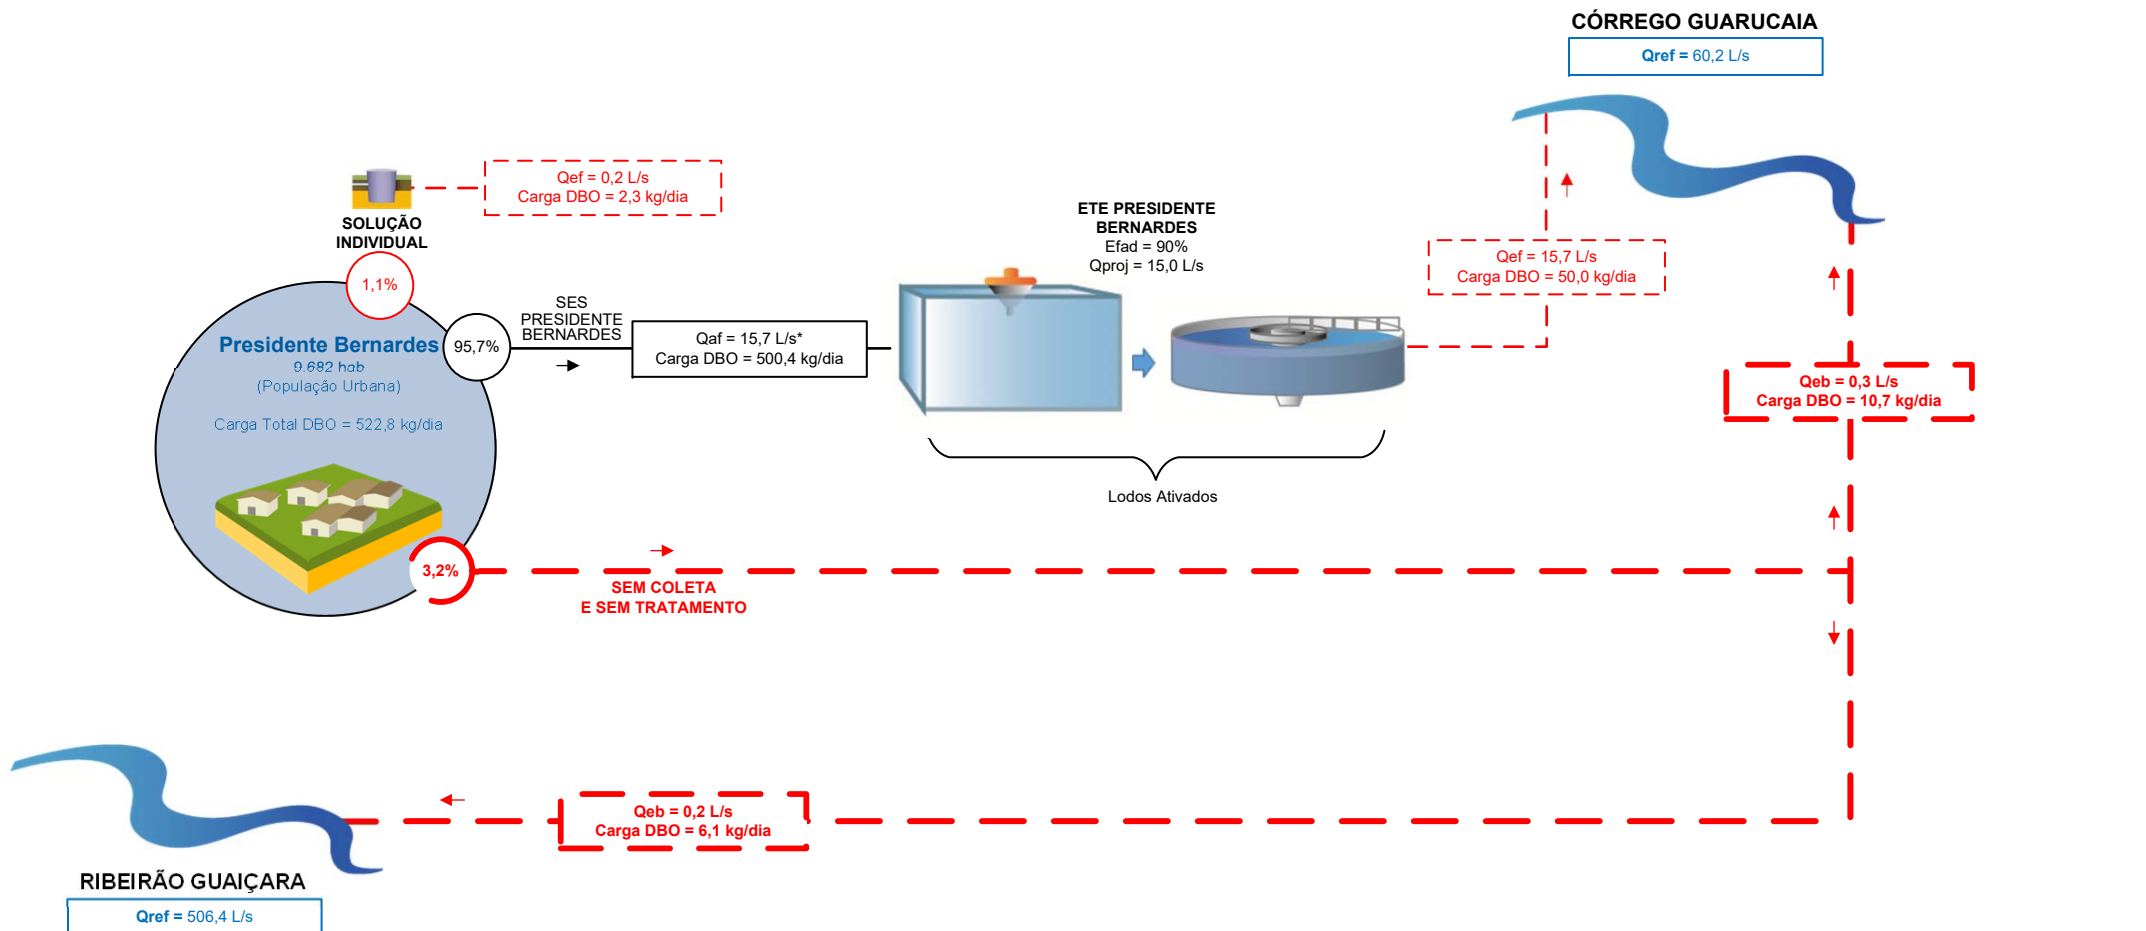 CÓRREGO GUARUCAIA
Qref = 60,2 L/s
Qef = 0,2 L/s
Carga DBO = 2,3 kg/dia
SOLUÇÃO
INDIVIDUAL
1,1%
ETE PRESIDENTE
BERNARDES
Efad = 90%
Qproj = 15,0 L/s
Qef = 15,7 L/s
Carga DBO = 50,0 kg/dia
Presidente Bernardes
9.682 hab
(População Urbana)
Carga Total DBO = 522,8 kg/dia
95,7%
SES
PRESIDENTE
BERNARDES
Qaf = 15,7 L/s*
Carga DBO = 500,4 kg/dia
Qeb = 0,3 L/s
Carga DBO = 10,7 kg/dia
Lodos Ativados
3,2%
SEM COLETA
E SEM TRATAMENTO
Qeb = 0,2 L/s
Carga DBO = 6,1 kg/dia
RIBEIRÃO GUAIÇARA
Qref = 506,4 L/s